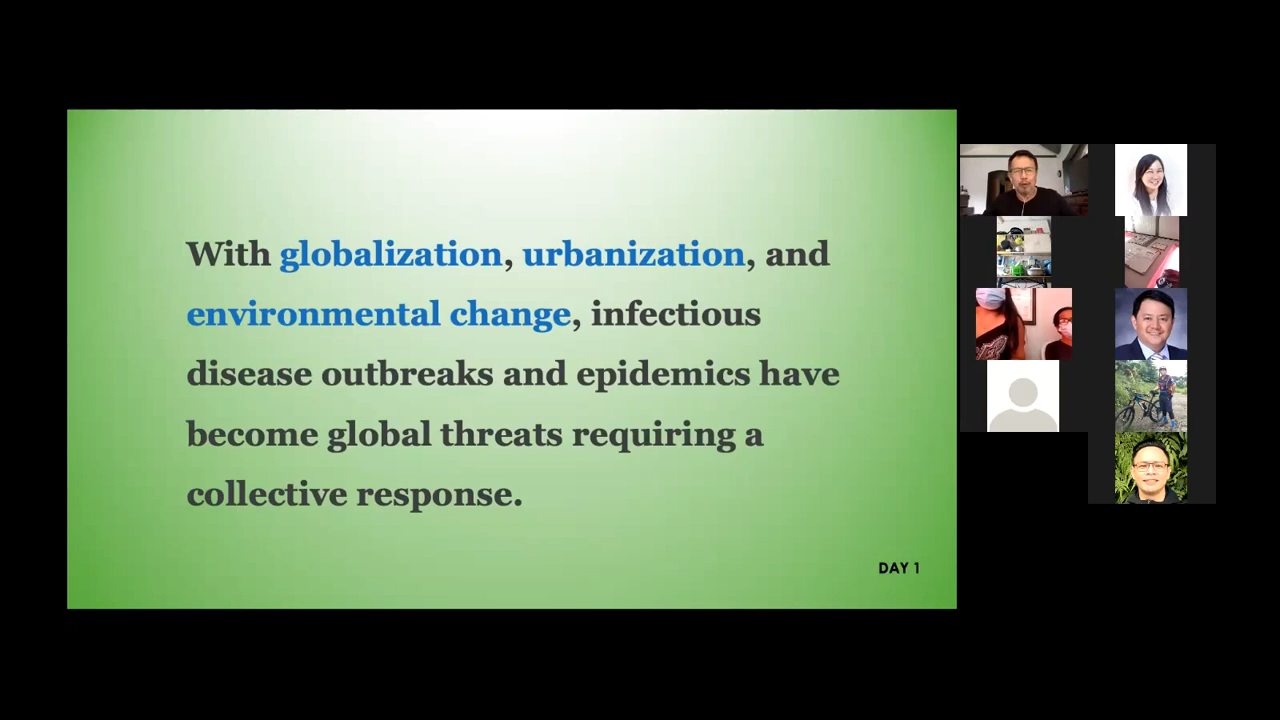 With globalization, urbanization, and
environmental change, infectious
disease outbreaks and epidemics have
become global threats requiring a
collective response.
DAY 1